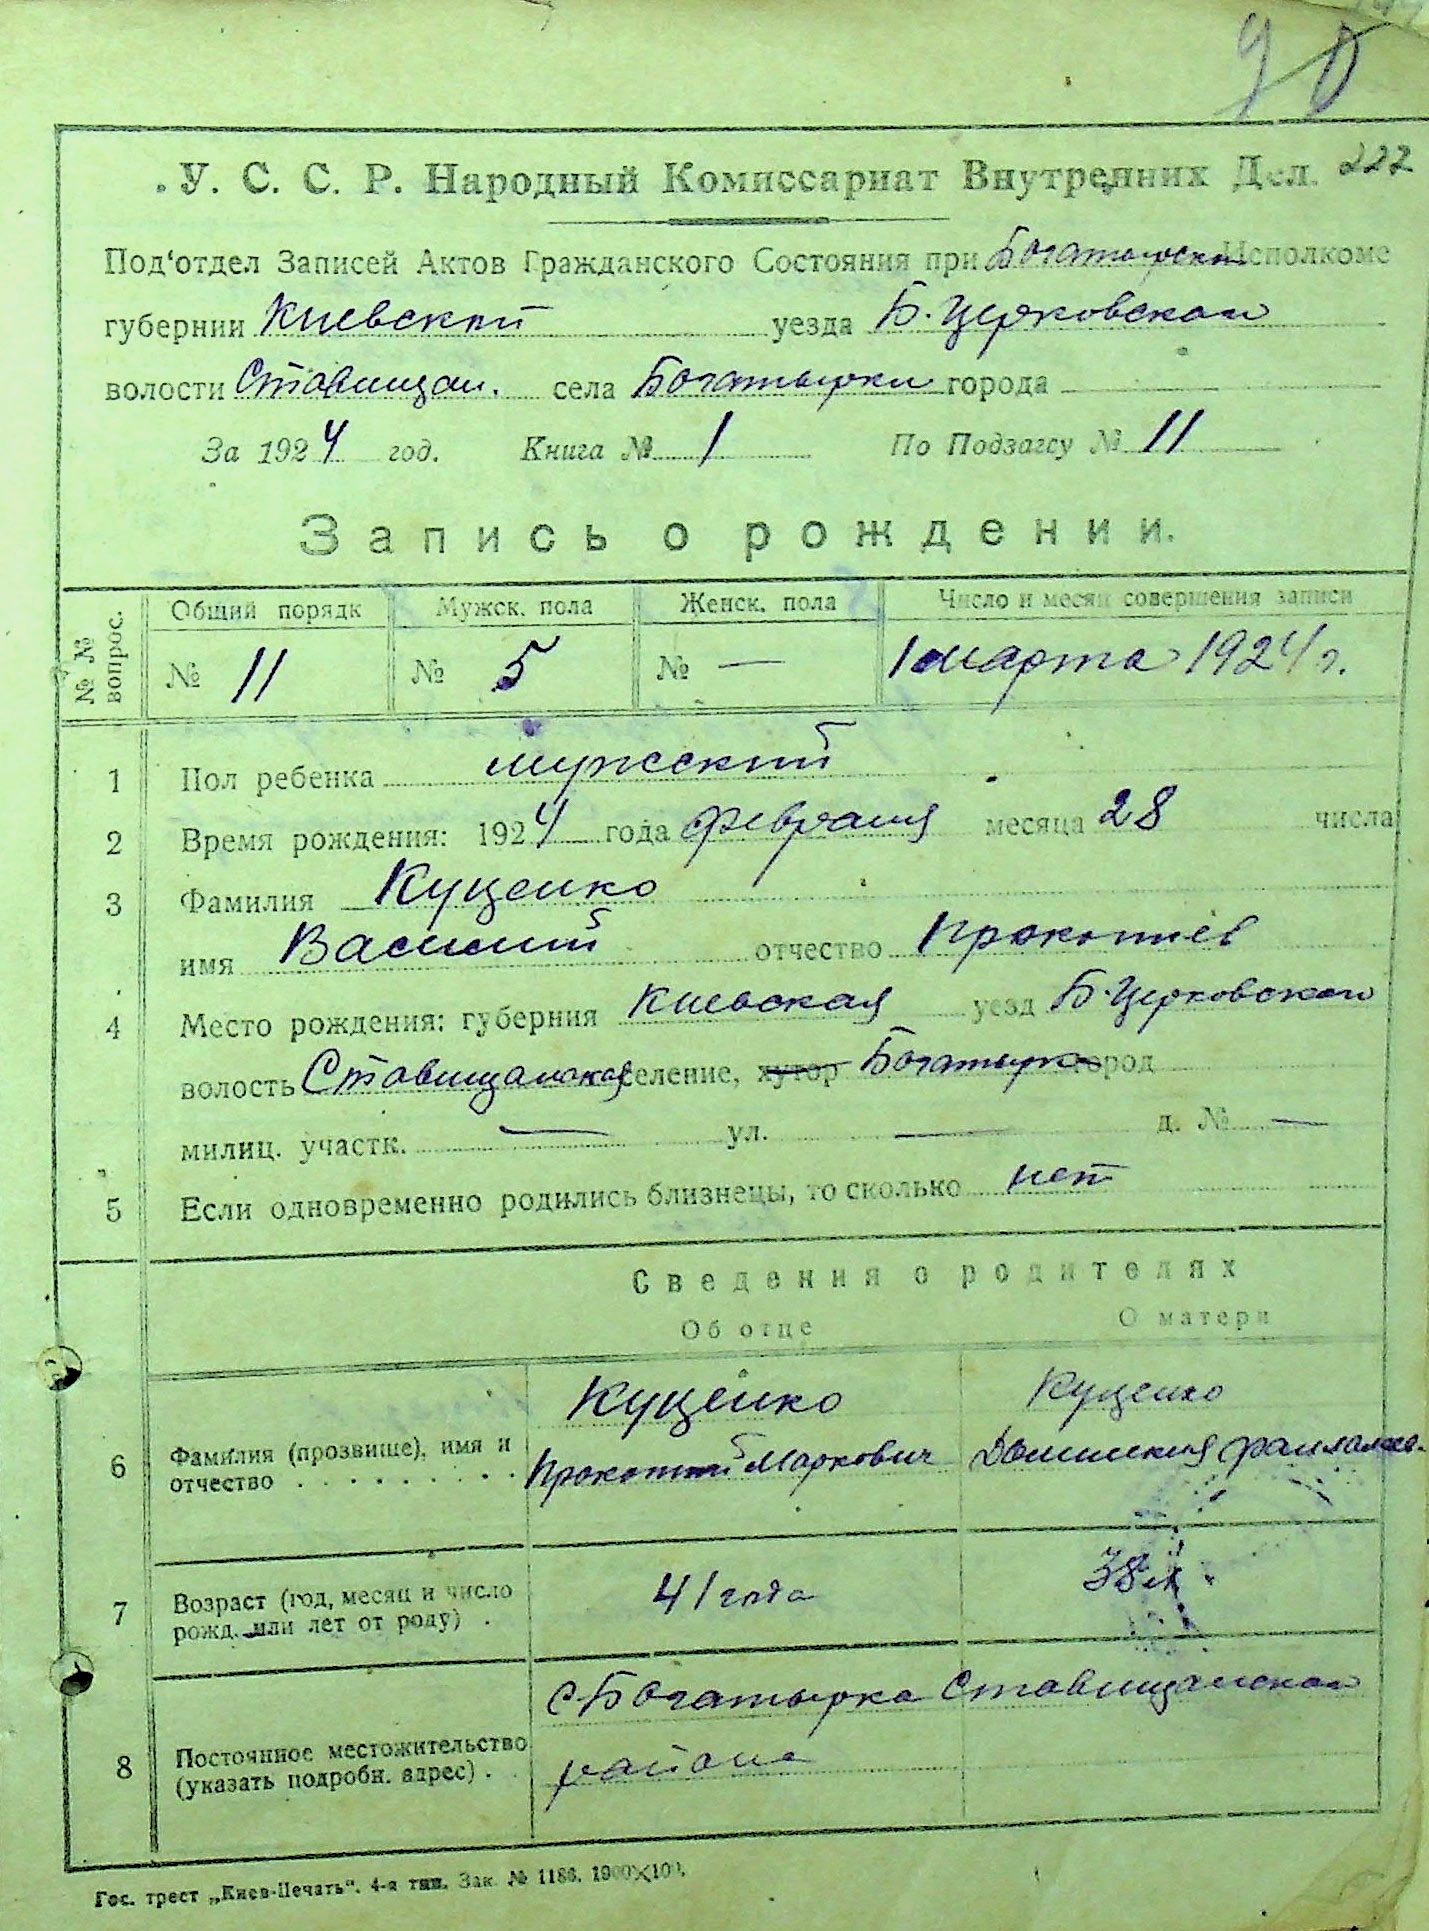 90
У. С. С. Р. Народный Комиссариат Внутренних Дел. 222
Под‘отдел Записей Актов Гражданского Состояния при Богатырском Исполкоме
губернии Киевский уезда Б. Церковской
волости Ставищан. села Богатырки города
За 1924 год. Книга № 1 По Подзагсу № 11
Запись о рождении.
№ № вопрос. Общий порядк Мужск. пола Женск. пола Число и месяц совершения записи
№ 11 № 5 № — 1 марта 1924 г.
1 Пол ребенка мужеский
2 Время рождения: 1924 года февраля месяца 28 числа
3 Фамилия Куценко
имя Василий отчество Прокопиев
4 Место рождения: губерния Киевская уезд Б. Церковской
волость Ставищанская селение, хутор Богатырка город
милиц. участк. — ул. — д. № —
5 Если одновременно родились близнецы, то сколько нет
Сведения о родителях
Об отце О матери
Куценко Куценко
6 Фамилия (прозвище), имя и Прокопий Маркович
отчество
7 Возраст (год, месяц и число 41 года 38 л.
рожд. или лет от роду) .
с Богатырка Ставищанской
8 Постоянное местожительство района
(указать подробн. адрес) .
Гос. трест „Киев-Печать“. 4-я тип. Зак. № 1186. 1900×100.